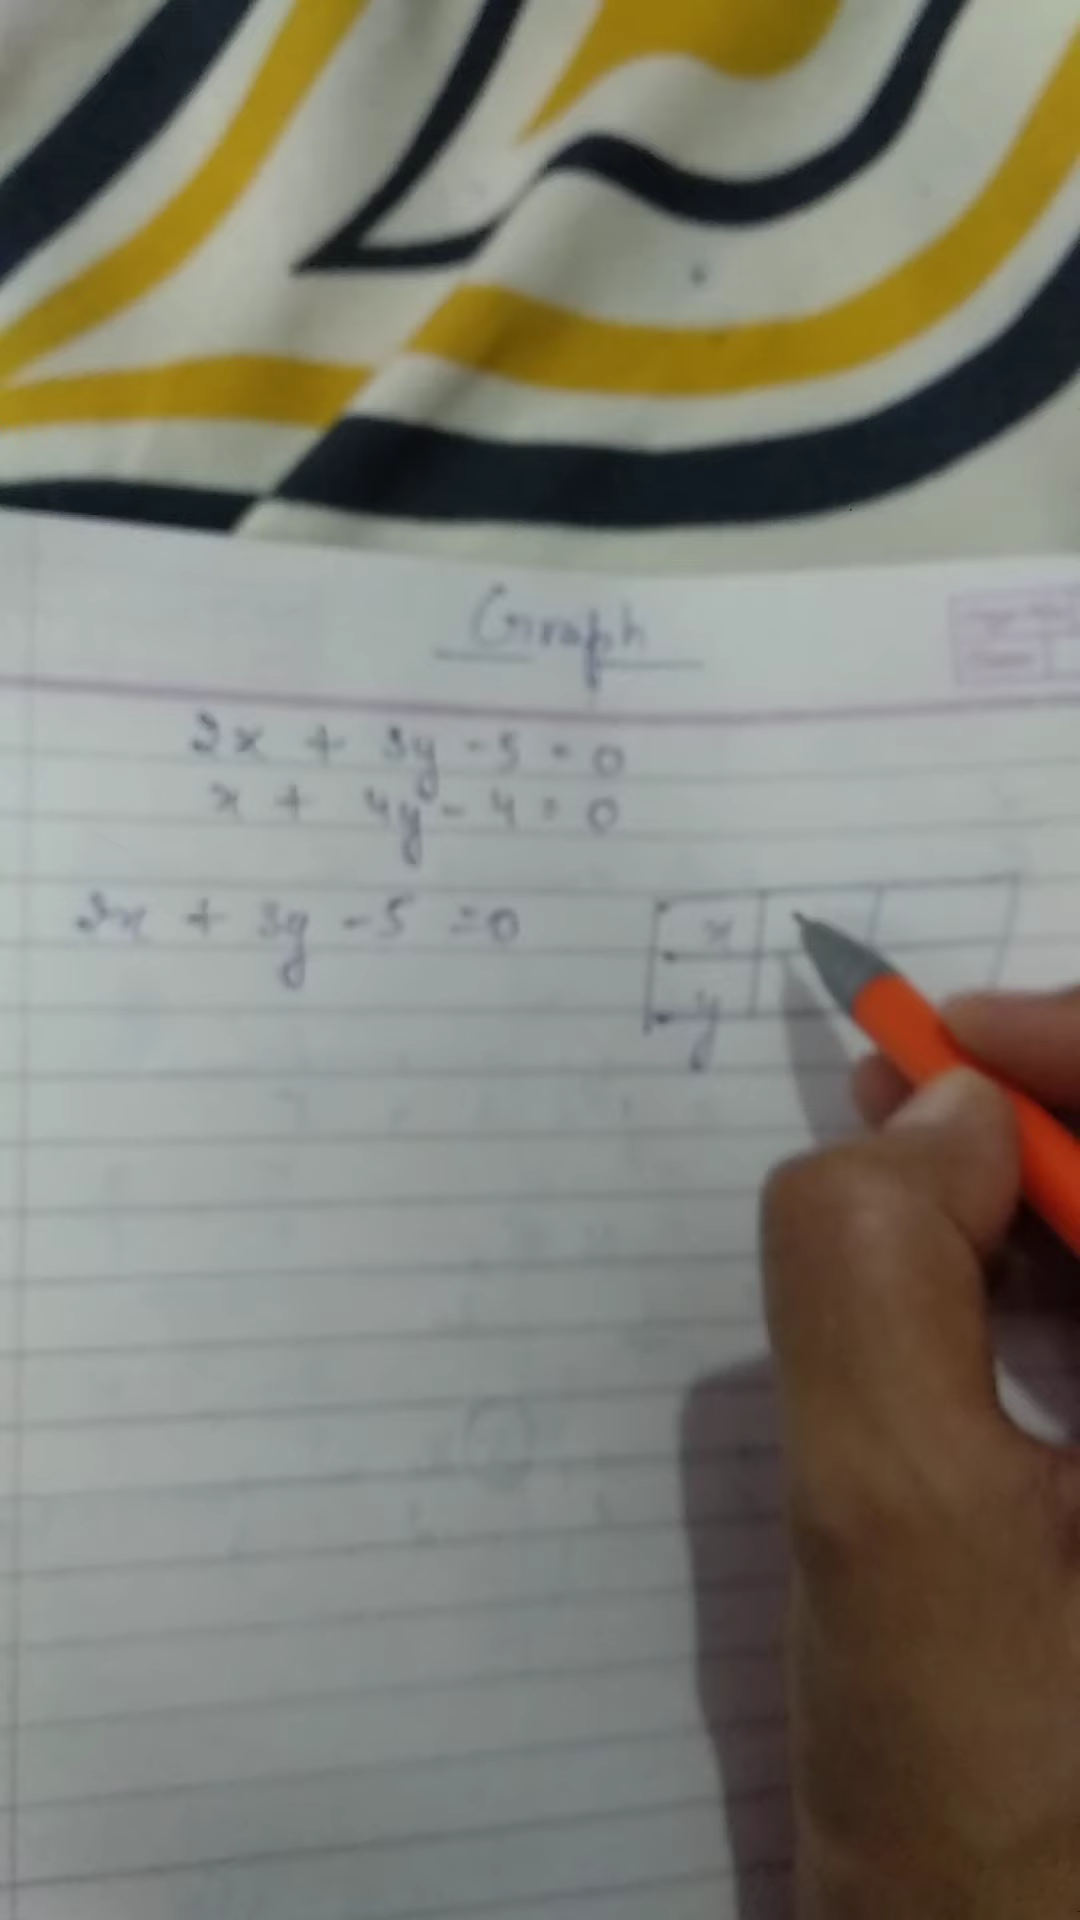 Graph
2x + 3y - 5 = 0
x + 4y - 4 = 0
2x + 3y - 5 = 0
x
y